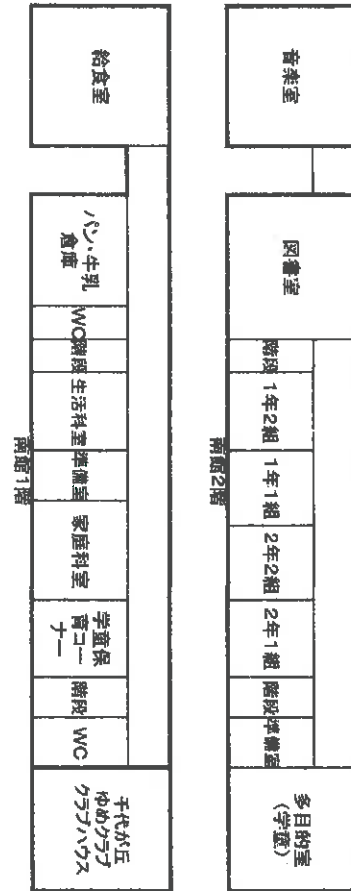 音楽室
図書室
階段
1年2組
1年1組
2年2組
2年1組
階段
準備室
多目的室
(学童)
南館2階
給食室
パン・牛乳
倉庫
WC
階段
生活科室
準備室
家庭科室
学童保
育コー
ナー
階段
WC
千代が丘
ゆめクラブ
クラブハウス
南館1階